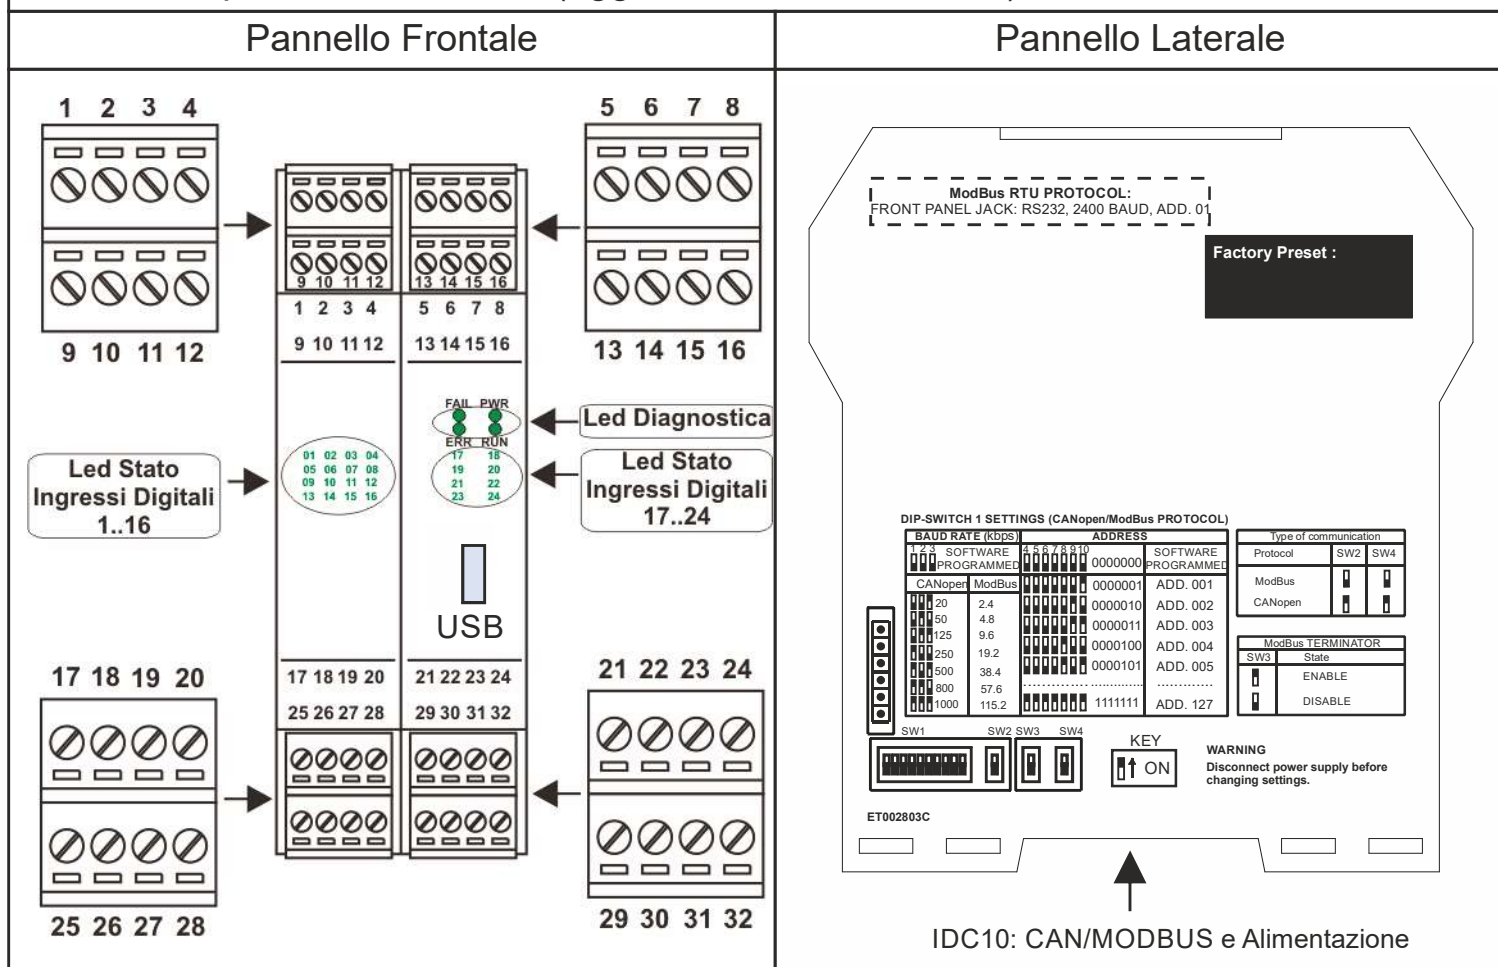 Pannello Frontale
Pannello Laterale
1 2 3 4
5 6 7 8
9 10 11 12
13 14 15 16
1 2 3 4
5 6 7 8
9 10 11 12
13 14 15 16
9 10 11 12
13 14 15 16
FAIL PWR
ERR RUN
Led Diagnostica
Led Stato
Ingressi Digitali
1..16
01 02 03 04
05 06 07 08
09 10 11 12
13 14 15 16
17 18
19 20
21 22
23 24
Led Stato
Ingressi Digitali
17..24
USB
17 18 19 20
21 22 23 24
17 18 19 20
21 22 23 24
25 26 27 28
29 30 31 32
25 26 27 28
29 30 31 32
ModBus RTU PROTOCOL:
FRONT PANEL JACK: RS232, 2400 BAUD, ADD. 01
Factory Preset :
DIP-SWITCH 1 SETTINGS (CANopen/ModBus PROTOCOL)
BAUD RATE (kbps) ADDRESS
1 2 3 SOFTWARE PROGRAMMED 4 5 6 7 8 9 10 0000000 SOFTWARE PROGRAMMED
CANopen ModBus 0000001 ADD. 001
20 2.4 0000010 ADD. 002
50 4.8 0000011 ADD. 003
125 9.6 0000100 ADD. 004
250 19.2 0000101 ADD. 005
500 38.4
800 57.6 .............. .............
1000 115.2 1111111 ADD. 127
Type of communication
Protocol SW2 SW4
ModBus
CANopen
ModBus TERMINATOR
SW3 State
ENABLE
DISABLE
SW1 SW2 SW3 SW4
KEY
ON
WARNING
Disconnect power supply before
changing settings.
ET002803C
IDC10: CAN/MODBUS e Alimentazione